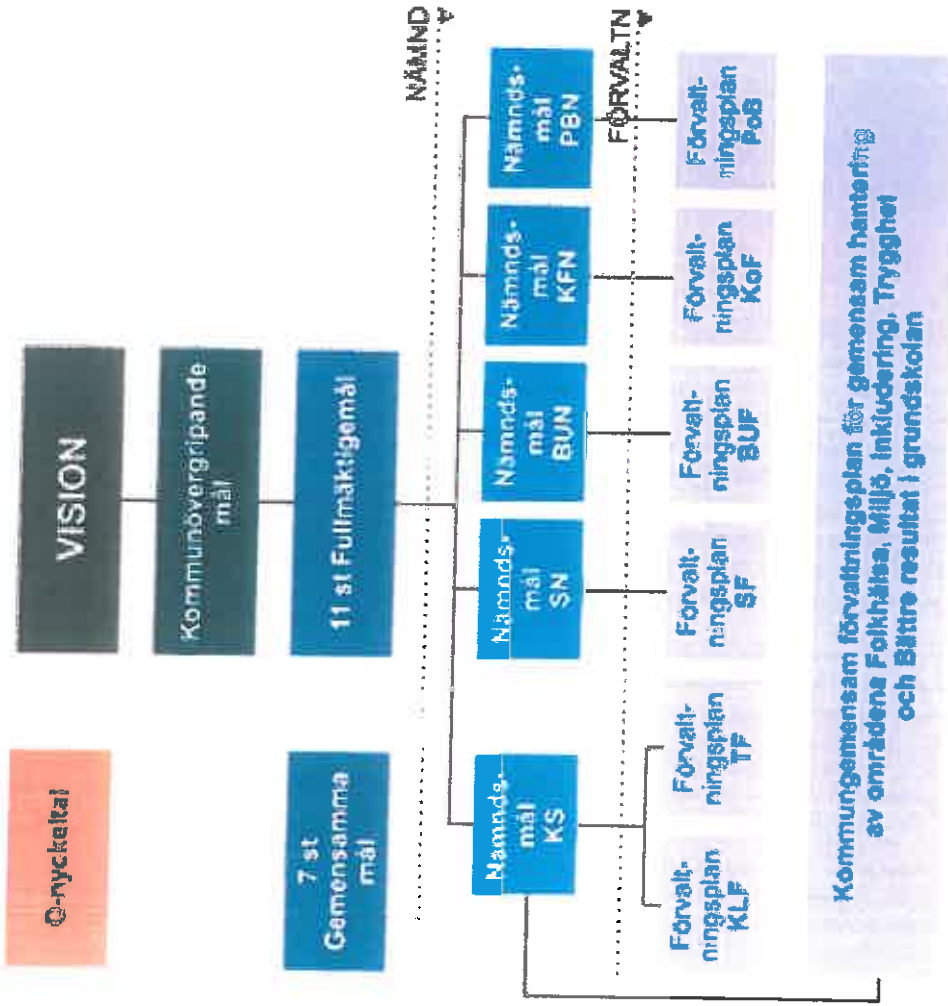 VISION
Kommunövergripande
mål
11 st Fullmäktigemål
7 st
Gemensamma
mål
NÄMND
Nämnds-
mål
KS
Nämnds-
mål
SN
Nämnds-
mål
BUN
Nämnds-
mål
KFN
Nämnds-
mål
PBN
FÖRVALTN
Förvalt-
ningsplan
KLF
Förvalt-
ningsplan
TF
Förvalt-
ningsplan
SF
Förvalt-
ningsplan
BUF
Förvalt-
ningsplan
KoF
Förvalt-
ningsplan
PoB
Kommungemensam förvaltningsplan för gemensam hantering
av områdena Folkhälsa, Miljö, Inkludering, Trygghet
och Bättre resultat i grundskolan